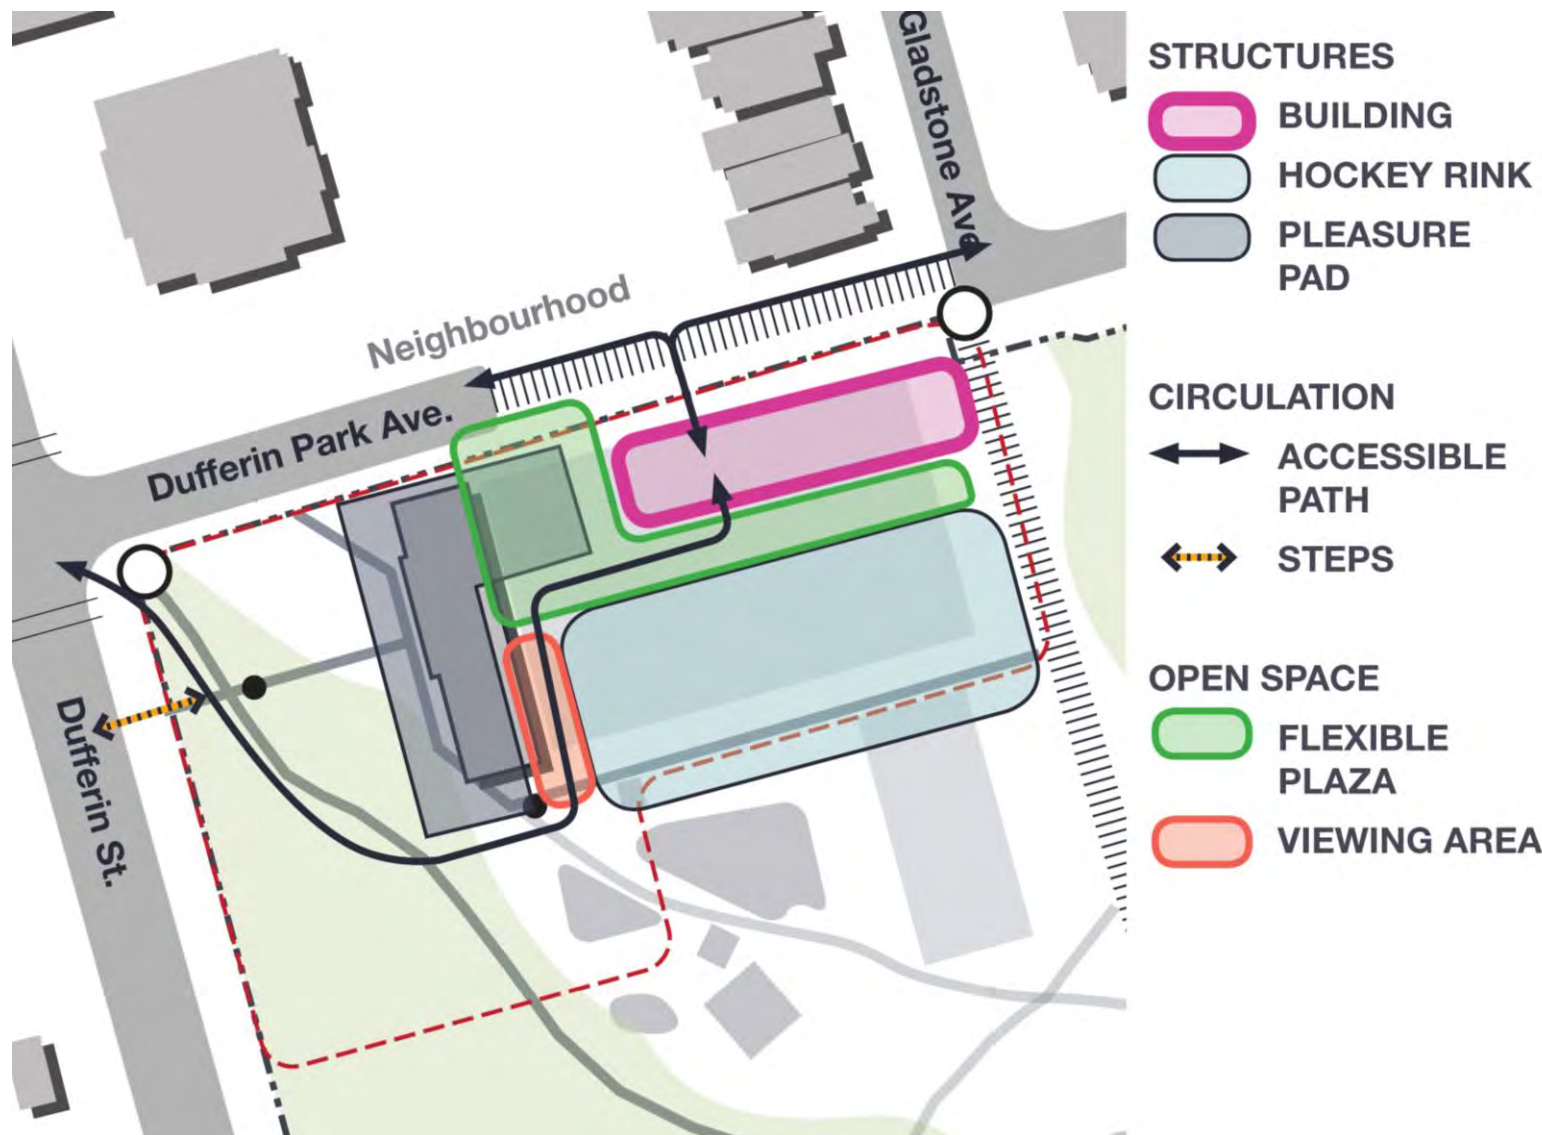 Gladstone Ave
Neighbourhood
Dufferin Park Ave.
Dufferin St.
STRUCTURES
BUILDING
HOCKEY RINK
PLEASURE
PAD
CIRCULATION
ACCESSIBLE
PATH
STEPS
OPEN SPACE
FLEXIBLE
PLAZA
VIEWING AREA